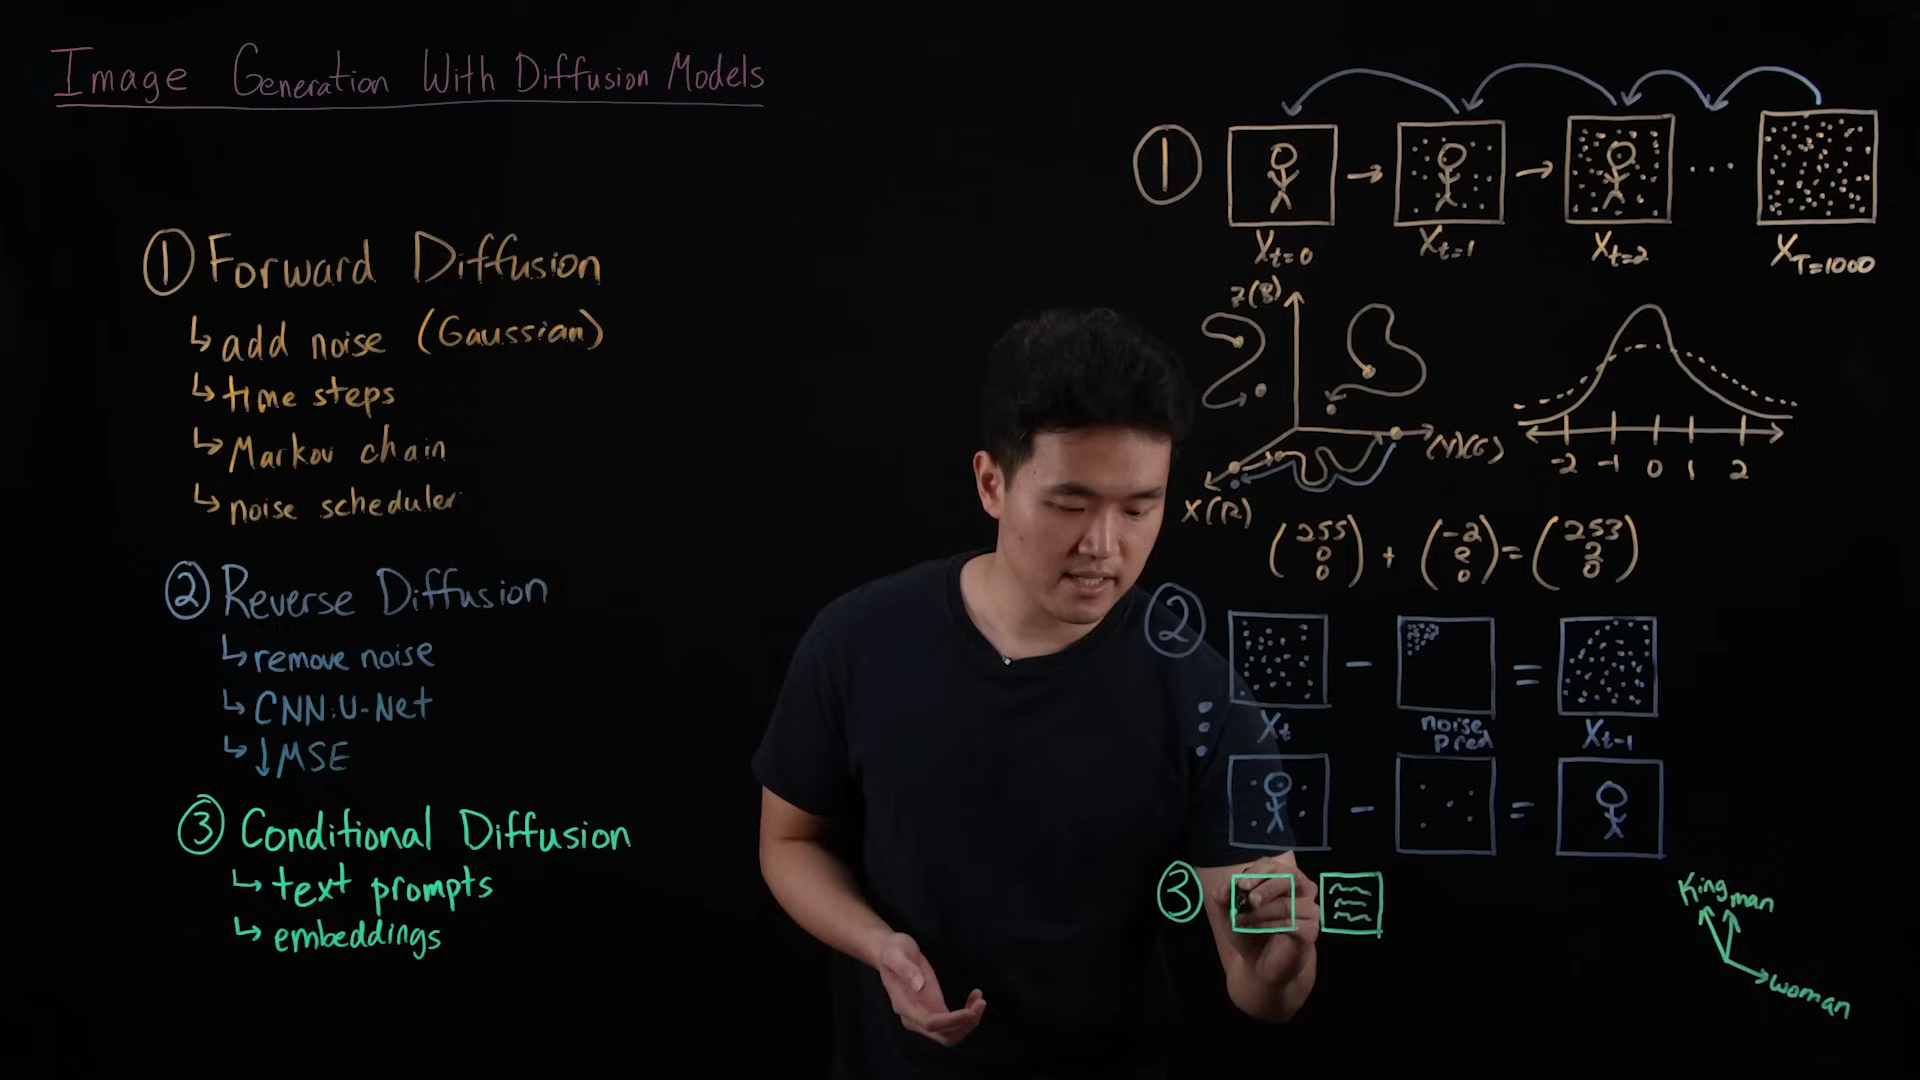 Image Generation With Diffusion Models
① Forward Diffusion
↳ add noise (Gaussian)
↳ time steps
↳ Markov chain
↳ noise scheduler
② Reverse Diffusion
↳ remove noise
↳ CNN: U-Net
↳ ↓MSE
③ Conditional Diffusion
↳ text prompts
↳ embeddings
①
Xt=0
Xt=1
Xt=2
...
XT=1000
Z(B)
(Y)(G)
X(R)
-2 -1 0 1 2
(255 0 0) + (-2 2 0) = (253 2 0)
②
− =
Xt
noise pred
Xt-1
− =
③
King man
woman